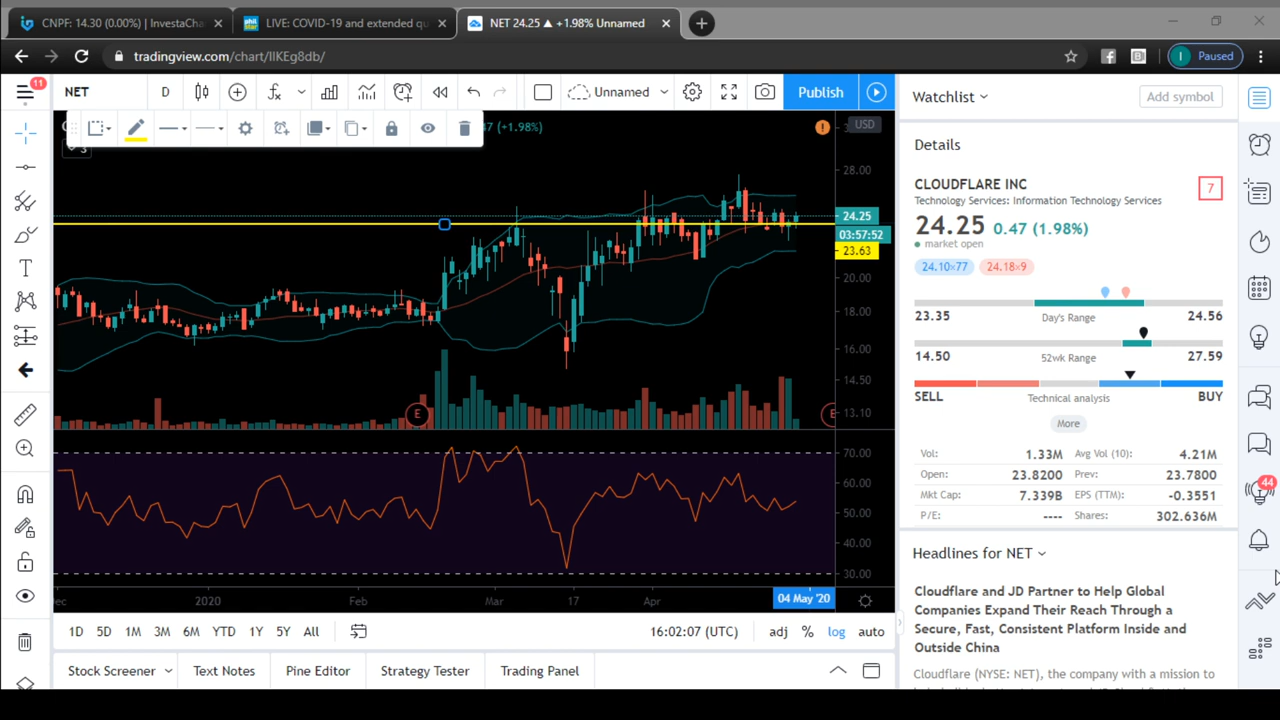 CNPF: 14.30 (0.00%) | InvestaCha
LIVE: COVID-19 and extended qu
NET 24.25 ▲ +1.98% Unnamed
tradingview.com/chart/lIKEg8db/
I Paused
11
NET
D
Unnamed
Publish
47 (+1.98%)
USD
3
28.00
24.25
03:57:52
23.63
20.00
18.00
16.00
14.50
13.10
E
E
70.00
60.00
50.00
40.00
30.00
2020
Feb
Mar
17
Apr
04 May '20
1D 5D 1M 3M 6M YTD 1Y 5Y All
16:02:07 (UTC)
adj % log auto
Stock Screener
Text Notes
Pine Editor
Strategy Tester
Trading Panel
Watchlist
Add symbol
Details
CLOUDFLARE INC
7
Technology Services: Information Technology Services
24.25 0.47 (1.98%)
market open
24.10×77 24.18×9
23.35 Day's Range 24.56
14.50 52wk Range 27.59
SELL Technical analysis BUY
More
Vol: 1.33M Avg Vol (10): 4.21M
Open: 23.8200 Prev: 23.7800
Mkt Cap: 7.339B EPS (TTM): -0.3551
P/E: ---- Shares: 302.636M
Headlines for NET
Cloudflare and JD Partner to Help Global
Companies Expand Their Reach Through a
Secure, Fast, Consistent Platform Inside and
Outside China
Cloudflare (NYSE: NET), the company with a mission to
44